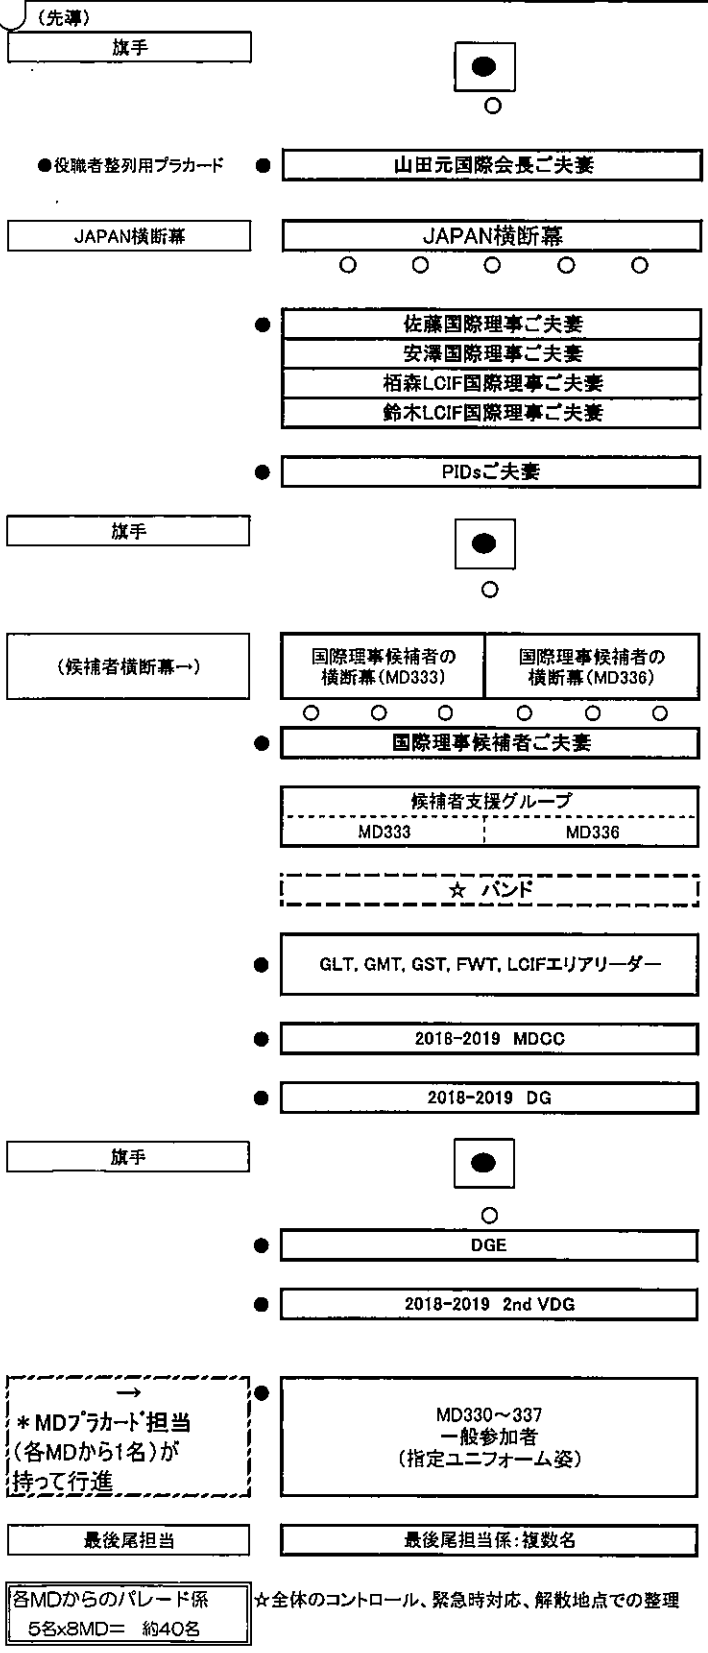 (先導)
旗手
●役職者整列用プラカード ● 山田元国際会長ご夫妻
JAPAN横断幕 JAPAN横断幕
○ ○ ○ ○ ○
● 佐藤国際理事ご夫妻
安澤国際理事ご夫妻
栢森LCIF国際理事ご夫妻
鈴木LCIF国際理事ご夫妻
● PIDsご夫妻
旗手
(候補者横断幕→) 国際理事候補者の 国際理事候補者の
横断幕(MD333) 横断幕(MD336)
○ ○ ○ ○ ○ ○
● 国際理事候補者ご夫妻
候補者支援グループ
MD333 MD336
☆ バンド
● GLT, GMT, GST, FWT, LCIFエリアリーダー
● 2018-2019 MDCC
● 2018-2019 DG
旗手
● DGE
● 2018-2019 2nd VDG
→ ●
＊MDプラカード担当
(各MDから1名)が
持って行進
MD330～337
一般参加者
(指定ユニフォーム姿)
最後尾担当 最後尾担当係:複数名
各MDからのパレード係
5名x8MD＝ 約40名
☆全体のコントロール、緊急時対応、解散地点での整理